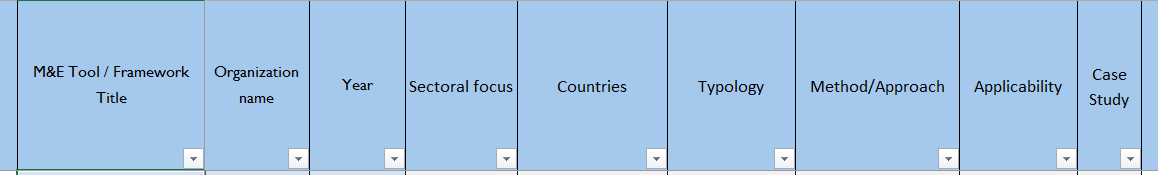 M&E Tool / Framework
Title
Organization
name
Year
Sectoral focus
Countries
Typology
Method/Approach
Applicability
Case
Study